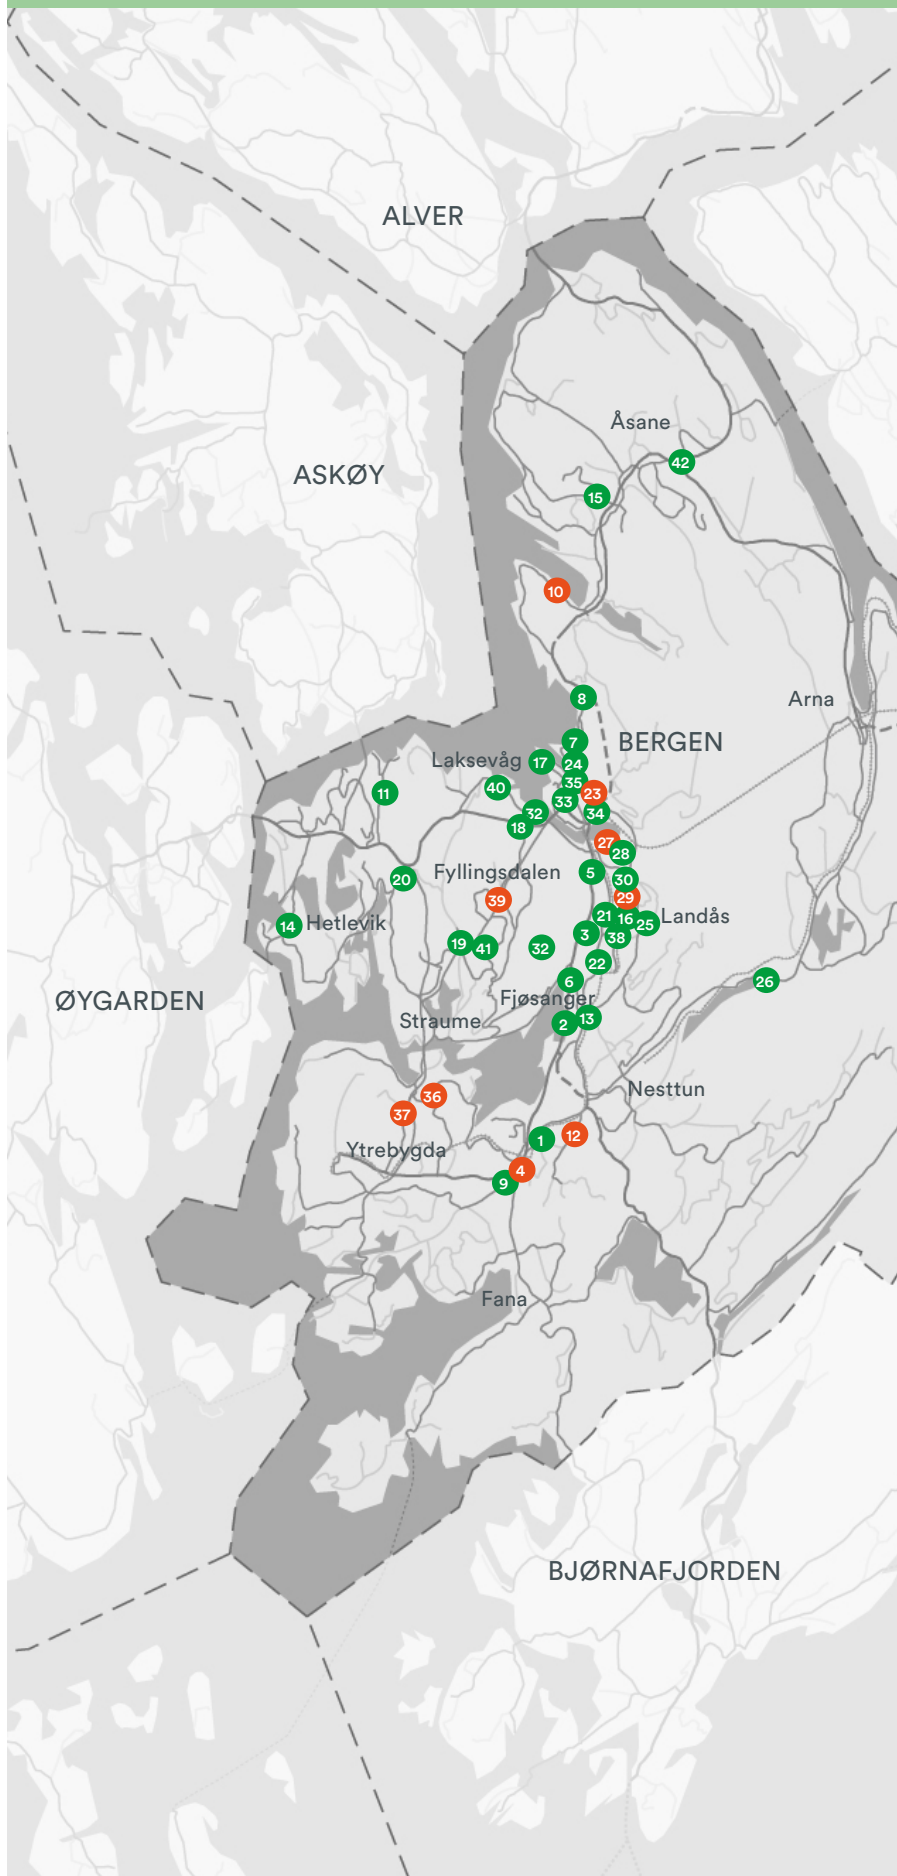 ALVER
Åsane
42
ASKØY
15
10
8
Arna
7
BERGEN
Laksevåg
17
24
35
40
11
23
33
32
34
18
27
28
5
Fyllingsdalen
20
30
39
29
21
16
Landås
14
Hetlevik
25
3
38
19
41
32
22
6
26
Fjøsanger
ØYGARDEN
Straume
2
13
Nesttun
36
37
12
1
Ytrebygda
4
9
Fana
BJØRNAFJORDEN